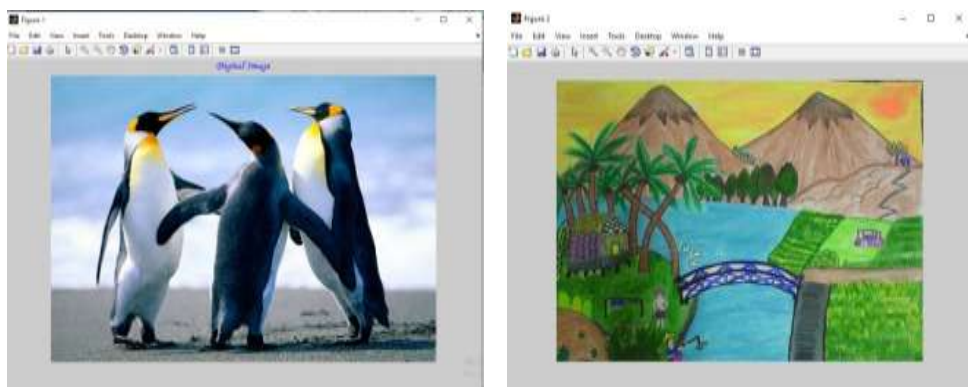 Figure 1
File Edit View Insert Tools Desktop Window Help
Digital Image
Figure 2
File Edit View Insert Tools Desktop Window Help